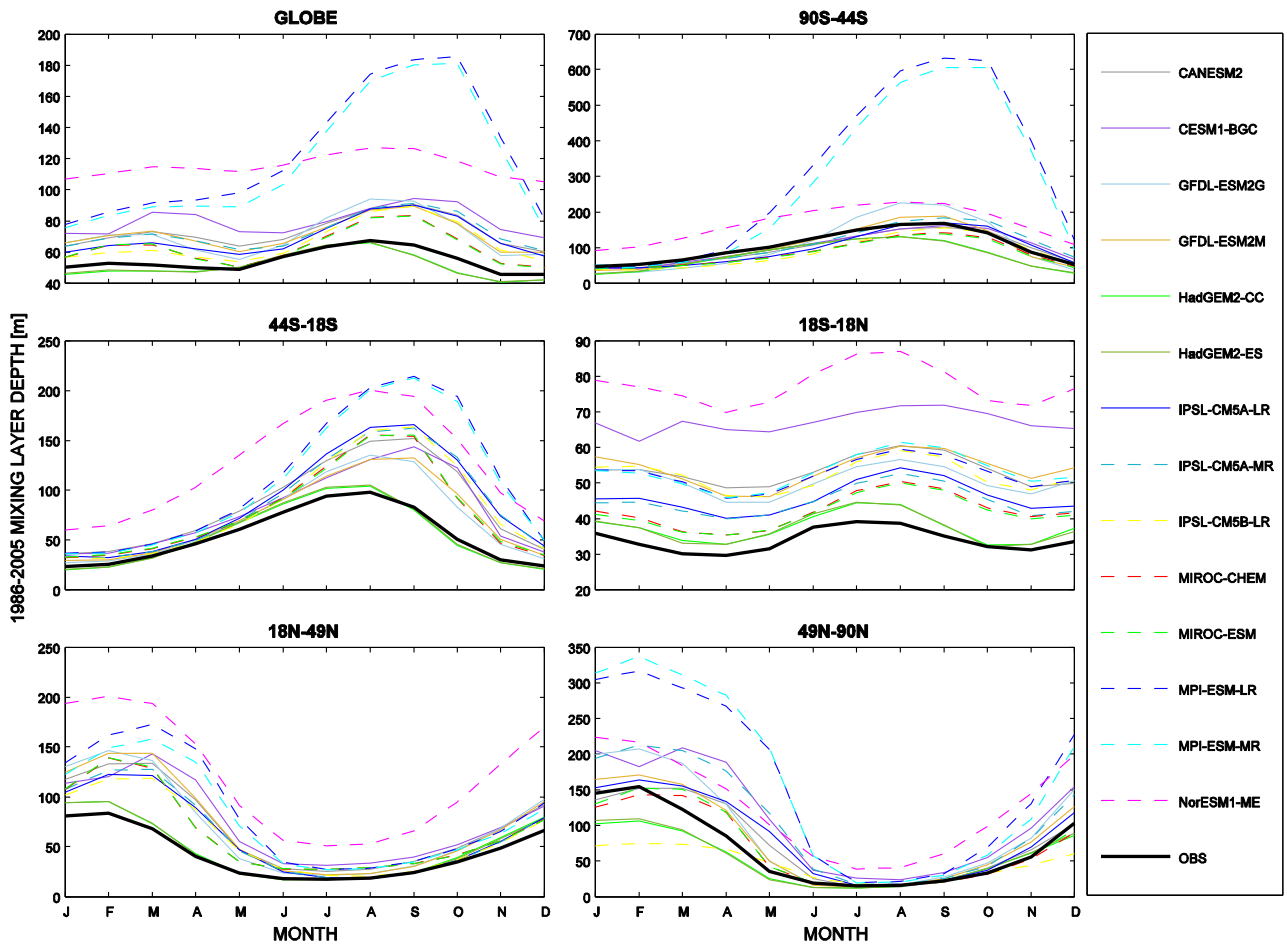 GLOBE
200
180
160
140
120
100
80
60
40
90S-44S
700
600
500
400
300
200
100
0
44S-18S
250
200
150
100
50
0
18S-18N
90
80
70
60
50
40
30
20
18N-49N
250
200
150
100
50
0
J F M A M J J A S O N D
MONTH
49N-90N
350
300
250
200
150
100
50
0
J F M A M J J A S O N D
MONTH
1986-2005 MIXING LAYER DEPTH [m]
CANESM2
CESM1-BGC
GFDL-ESM2G
GFDL-ESM2M
HadGEM2-CC
HadGEM2-ES
IPSL-CM5A-LR
IPSL-CM5A-MR
IPSL-CM5B-LR
MIROC-CHEM
MIROC-ESM
MPI-ESM-LR
MPI-ESM-MR
NorESM1-ME
OBS